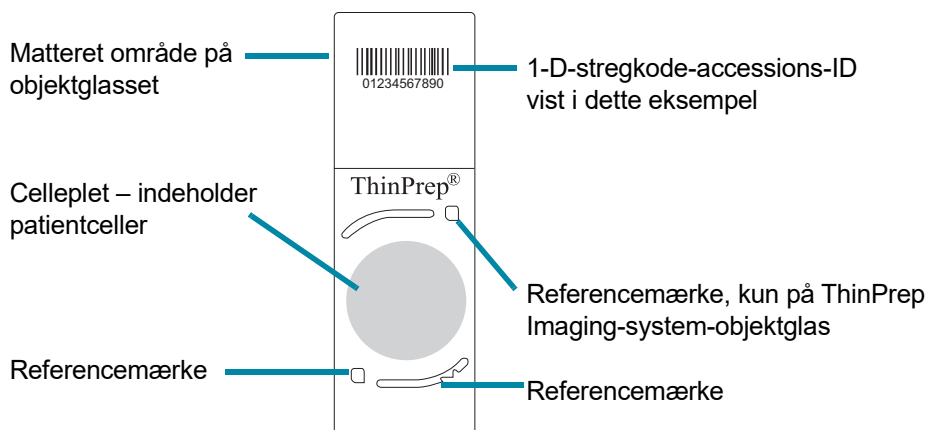 Matteret område på
objektglasset
01234567890
1-D-stregkode-accessions-ID
vist i dette eksempel
ThinPrep®
Celleplet – indeholder
patientceller
Referencemærke, kun på ThinPrep
Imaging-system-objektglas
Referencemærke
Referencemærke